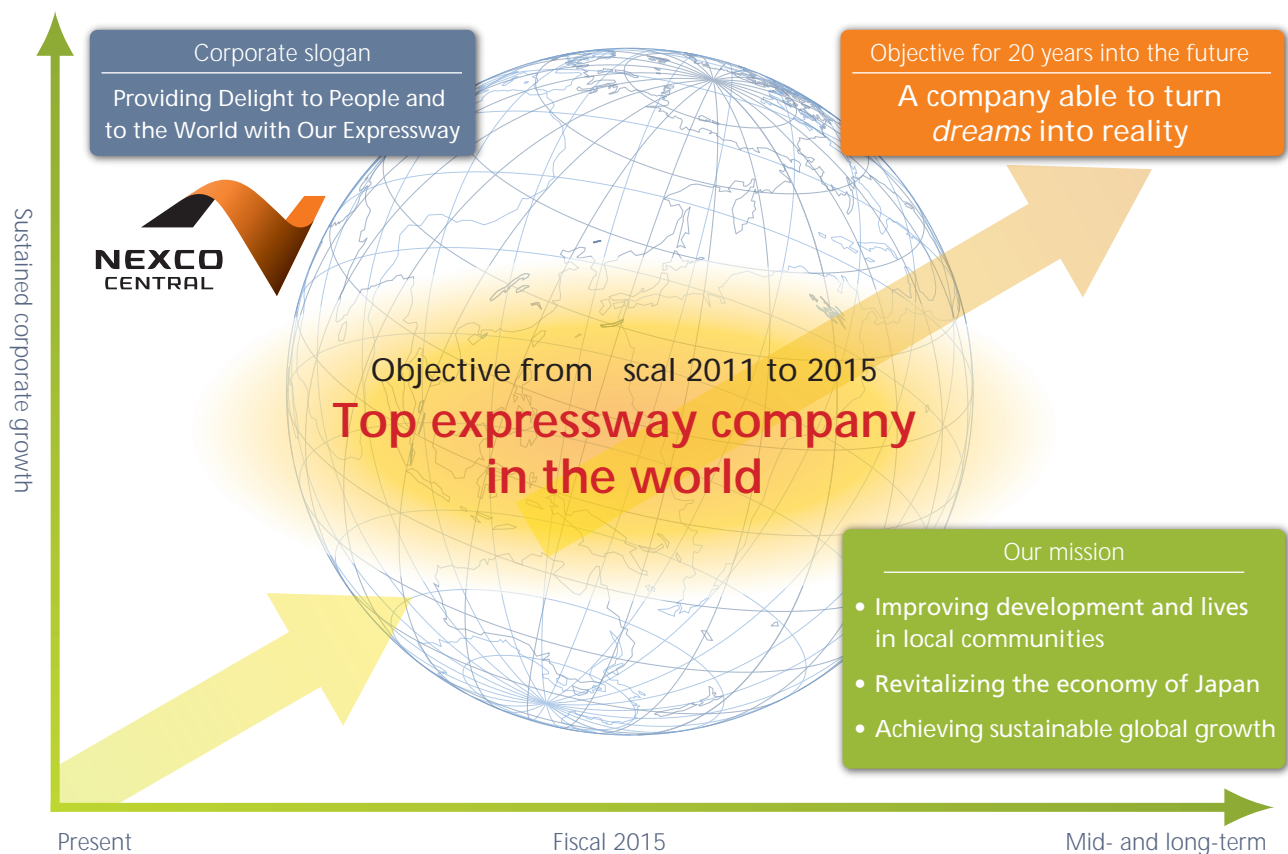 Corporate slogan
Providing Delight to People and
to the World with Our Expressway
Objective for 20 years into the future
A company able to turn
dreams into reality
NEXCO
CENTRAL
Sustained corporate growth
Objective from   scal 2011 to 2015
Top expressway company
in the world
Our mission
• Improving development and lives
in local communities
• Revitalizing the economy of Japan
• Achieving sustainable global growth
Present
Fiscal 2015
Mid- and long-term